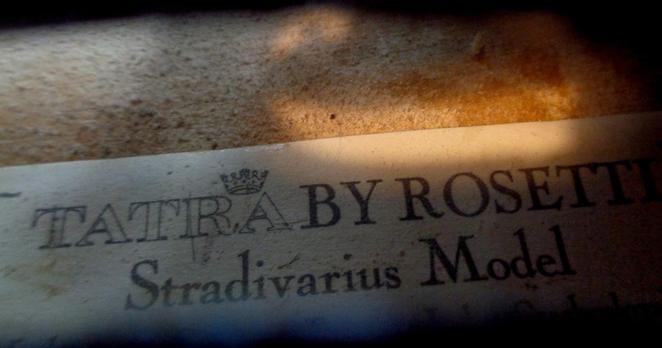 TATRA BY ROSETTI
Stradivarius Model